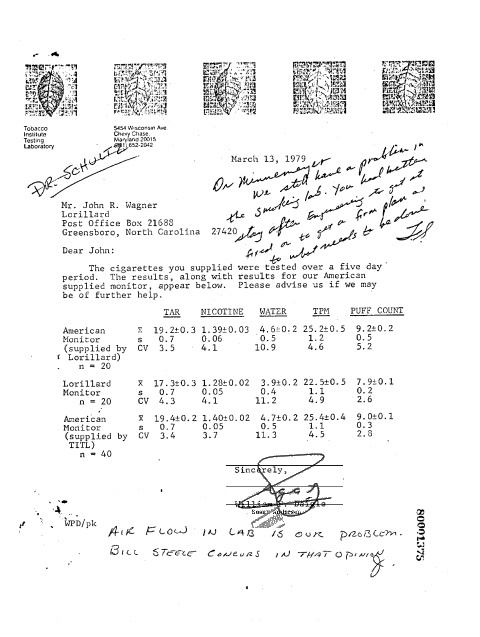 Tobacco
Institute
Testing
Laboratory
5454 Wisconsin Ave.
Chevy Chase,
Maryland 20015
(301) 652-2842
DR. SCHULTZ
March 13, 1979
Dr Minnemeyer
We still have a problem in
the smoking lab. You had better
stay after Engineering to get at
fixed or to get a firm plan as
to what needs to be done
Mr. John R. Wagner
Lorillard
Post Office Box 21688
Greensboro, North Carolina 27420
Dear John:
The cigarettes you supplied were tested over a five day
period. The results, along with results for our American
supplied monitor, appear below. Please advise us if we may
be of further help.
TAR NICOTINE WATER TPM PUFF COUNT
American x̄ 19.2±0.3 1.39±0.03 4.6±0.2 25.2±0.5 9.2±0.2
Monitor s 0.7 0.06 0.5 1.2 0.5
(supplied by CV 3.5 4.1 10.9 4.6 5.2
Lorillard)
n = 20
Lorillard x̄ 17.3±0.3 1.28±0.02 3.9±0.2 22.5±0.5 7.9±0.1
Monitor s 0.7 0.05 0.4 1.1 0.2
n = 20 CV 4.3 4.1 11.2 4.9 2.6
American x̄ 19.4±0.2 1.40±0.02 4.7±0.2 25.4±0.4 9.0±0.1
Monitor s 0.7 0.05 0.5 1.1 0.3
(supplied by CV 3.4 3.7 11.3 4.5 2.8
TITL)
n = 40
Sincerely,
William
WPD/pk
AIR FLOW IN LAB IS OUR PROBLEM.
BILL STEELE CONCURS IN THAT OPINION
80001375